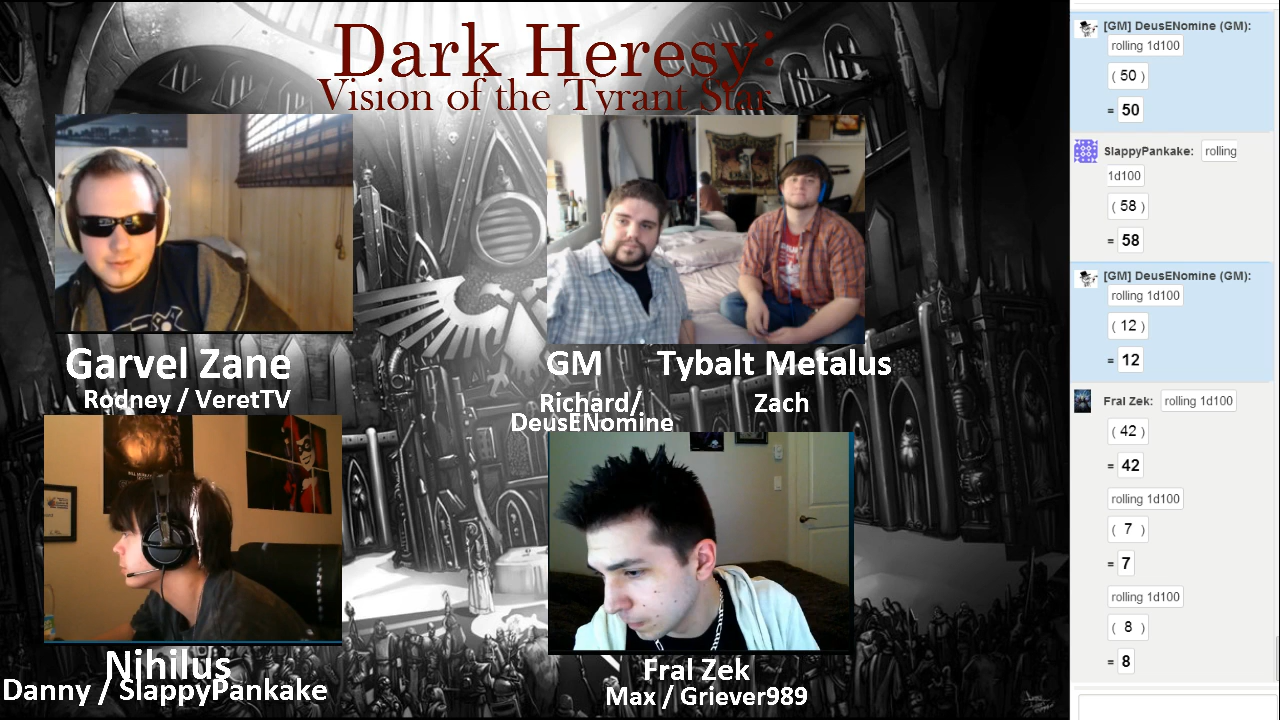 Dark Heresy:
Vision of the Tyrant Star
Garvel Zane
Rodney / VeretTV
GM
Tybalt Metalus
Richard/
DeusENomine
Zach
Nihilus
Danny / SlappyPankake
Fral Zek
Max / Griever989
[GM] DeusENomine (GM):
rolling 1d100
( 50 )
= 50
SlappyPankake: rolling
1d100
( 58 )
= 58
[GM] DeusENomine (GM):
rolling 1d100
( 12 )
= 12
Fral Zek: rolling 1d100
( 42 )
= 42
rolling 1d100
( 7 )
= 7
rolling 1d100
( 8 )
= 8